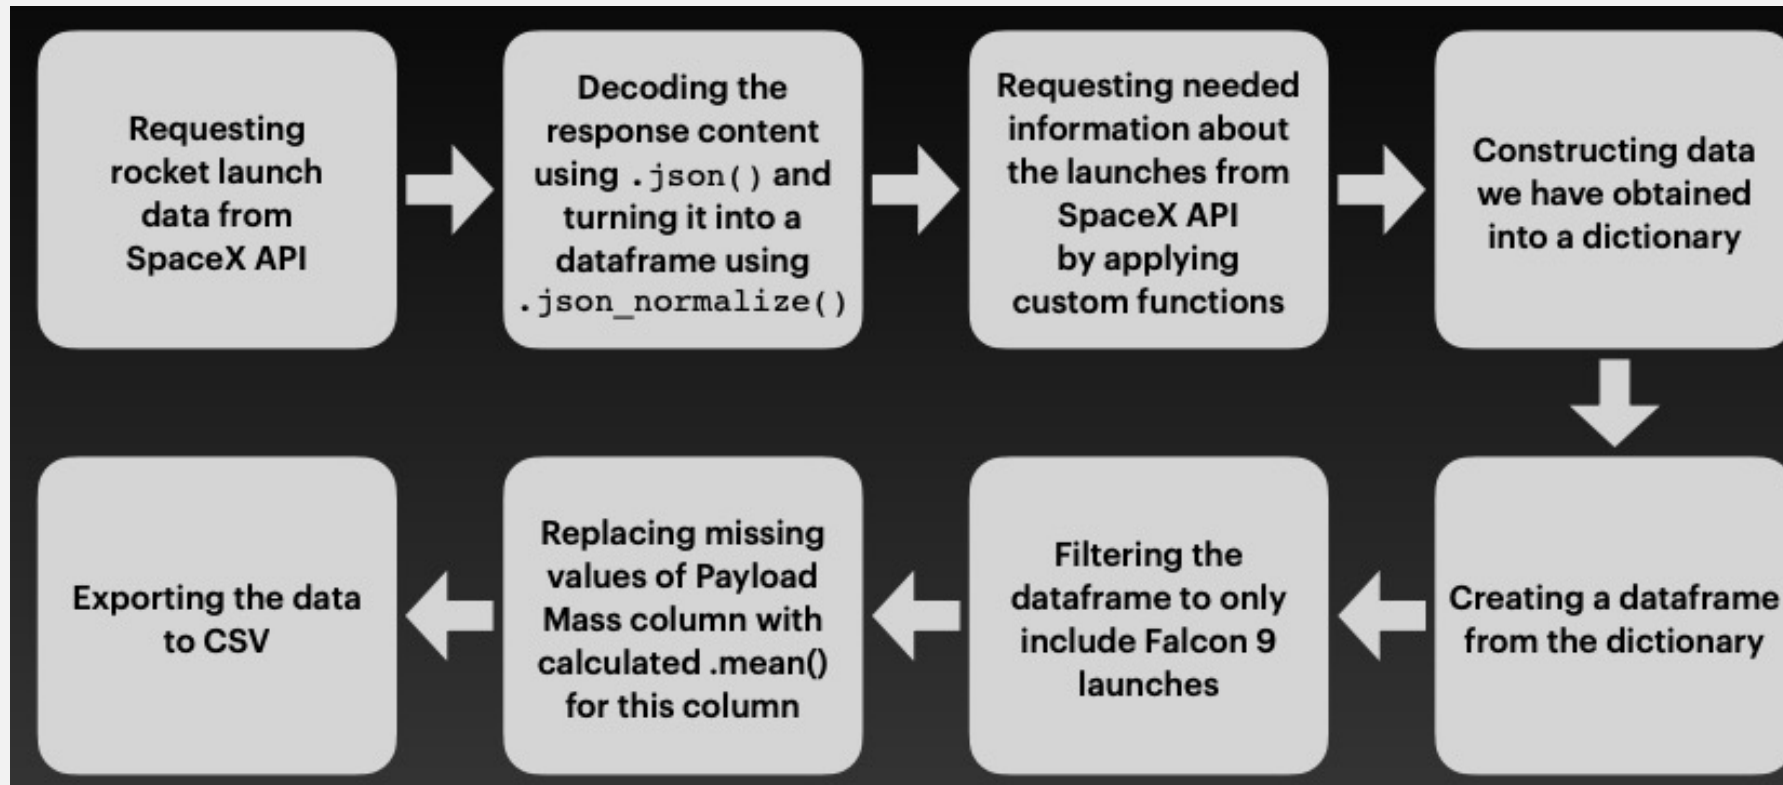 Requesting
rocket launch
data from
SpaceX API
Decoding the
response content
using .json() and
turning it into a
dataframe using
.json_normalize()
Requesting needed
information about
the launches from
SpaceX API
by applying
custom functions
Constructing data
we have obtained
into a dictionary
Creating a dataframe
from the dictionary
Filtering the
dataframe to only
include Falcon 9
launches
Replacing missing
values of Payload
Mass column with
calculated .mean()
for this column
Exporting the data
to CSV